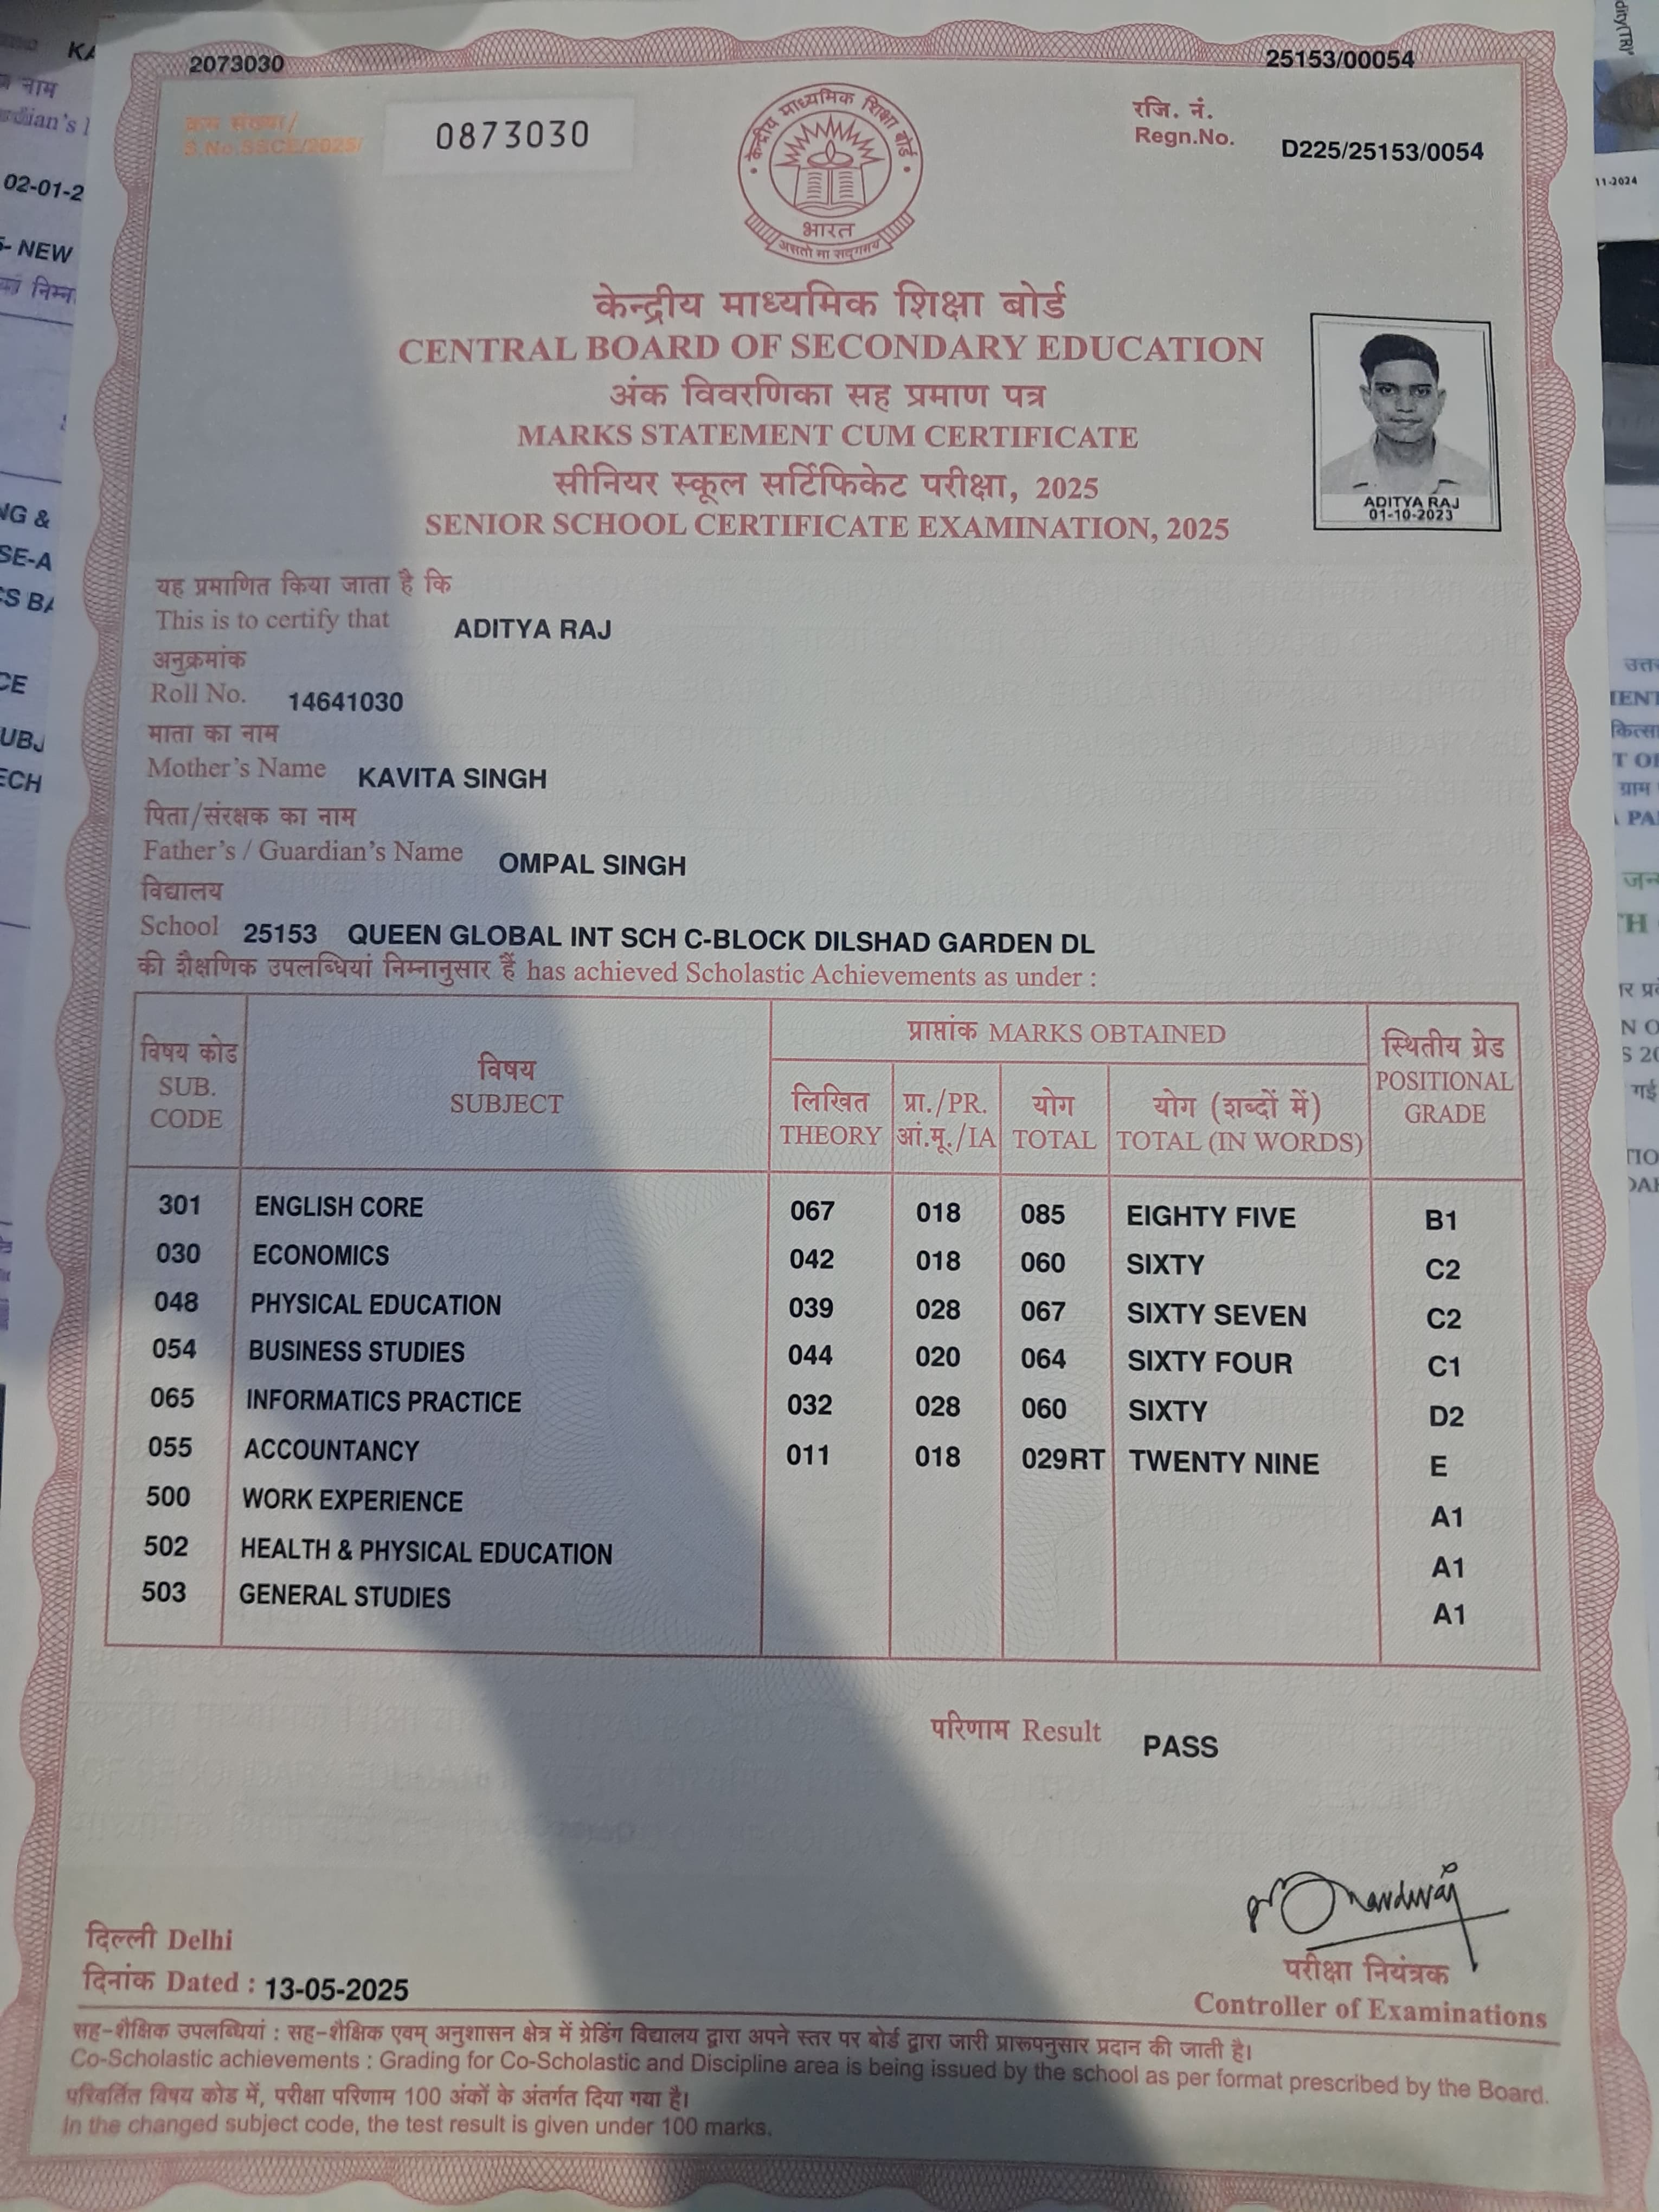 2073030
25153/00054
क्रम संख्या/
S.No.SSCE/2025/
0873030
रजि. नं.
Regn.No.
D225/25153/0054
केन्द्रीय माध्यमिक शिक्षा बोर्ड
भारत
असतो मा सद्गमय
केन्द्रीय माध्यमिक शिक्षा बोर्ड
CENTRAL BOARD OF SECONDARY EDUCATION
अंक विवरणिका सह प्रमाण पत्र
MARKS STATEMENT CUM CERTIFICATE
सीनियर स्कूल सर्टिफिकेट परीक्षा, 2025
SENIOR SCHOOL CERTIFICATE EXAMINATION, 2025
ADITYA RAJ
01-10-2023
यह प्रमाणित किया जाता है कि
This is to certify that ADITYA RAJ
अनुक्रमांक
Roll No. 14641030
माता का नाम
Mother's Name KAVITA SINGH
पिता/संरक्षक का नाम
Father's / Guardian's Name OMPAL SINGH
विद्यालय
School 25153 QUEEN GLOBAL INT SCH C-BLOCK DILSHAD GARDEN DL
की शैक्षणिक उपलब्धियां निम्नानुसार हैं has achieved Scholastic Achievements as under :
विषय कोड
SUB.
CODE
विषय
SUBJECT
प्राप्तांक MARKS OBTAINED
लिखित
THEORY
प्रा./PR.
आं.मू./IA
योग
TOTAL
योग (शब्दों में)
TOTAL (IN WORDS)
स्थितीय ग्रेड
POSITIONAL
GRADE
301 ENGLISH CORE 067 018 085 EIGHTY FIVE B1
030 ECONOMICS 042 018 060 SIXTY C2
048 PHYSICAL EDUCATION 039 028 067 SIXTY SEVEN C2
054 BUSINESS STUDIES 044 020 064 SIXTY FOUR C1
065 INFORMATICS PRACTICE 032 028 060 SIXTY D2
055 ACCOUNTANCY 011 018 029RT TWENTY NINE E
500 WORK EXPERIENCE A1
502 HEALTH & PHYSICAL EDUCATION A1
503 GENERAL STUDIES A1
परिणाम Result PASS
दिल्ली Delhi
दिनांक Dated : 13-05-2025
परीक्षा नियंत्रक
Controller of Examinations
सह-शैक्षिक उपलब्धियां : सह-शैक्षिक एवम् अनुशासन क्षेत्र में ग्रेडिंग विद्यालय द्वारा अपने स्तर पर बोर्ड द्वारा जारी प्रारूपनुसार प्रदान की जाती है।
Co-Scholastic achievements : Grading for Co-Scholastic and Discipline area is being issued by the school as per format prescribed by the Board.
परिवर्तित विषय कोड में, परीक्षा परिणाम 100 अंकों के अंतर्गत दिया गया है।
In the changed subject code, the test result is given under 100 marks.